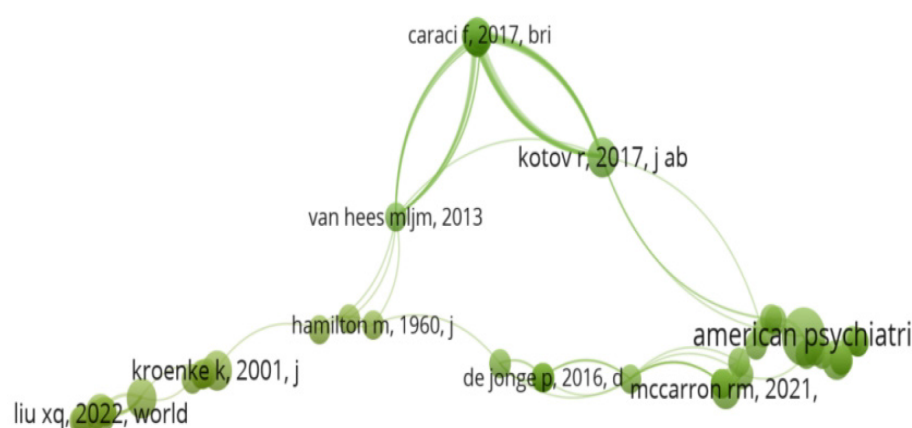 caraci f, 2017, bri
kotov r, 2017, j ab
van hees mljm, 2013
hamilton m, 1960, j
american psychiatri
kroenke k, 2001, j
de jonge p, 2016, d
mccarron rm, 2021,
liu xq, 2022, world